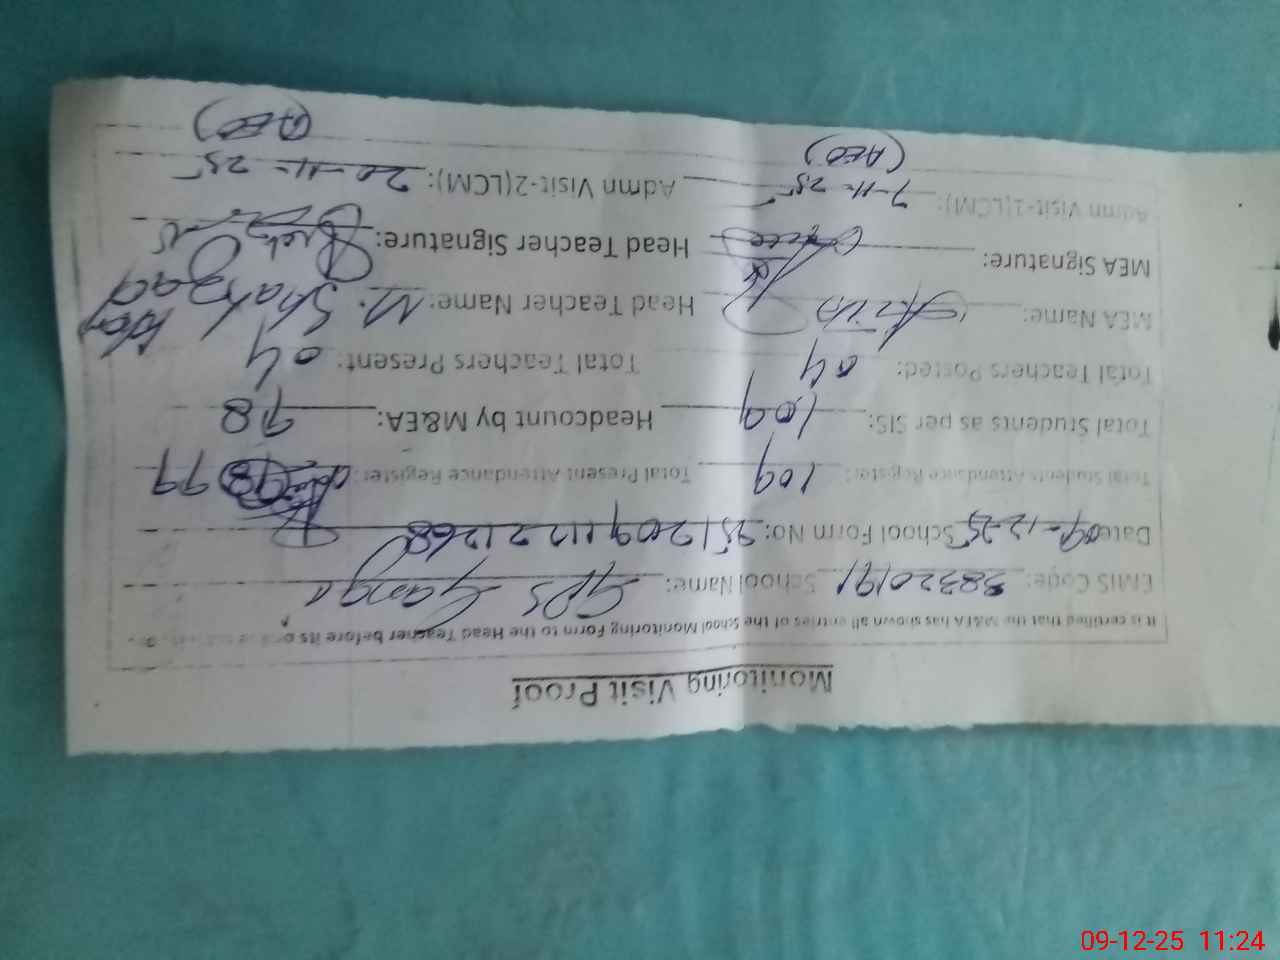 Monitoring Visit Proof
It is certified that the M&EA has shown all entries of the School Monitoring Form to the Head Teacher before its
EMIS Code: 38320191 School Name: GPS Ganga
Date: 09-12-25 School Form No: 951209111221268
Total Students Attendance Register: 109 Total Present Attendance Register: 98 99
Total Students as per SIS: 109 Headcount by M&EA: 98
Total Teachers Posted: 04 Total Teachers Present: 04
MEA Name: Head Teacher Name: M. Shahzad
MEA Signature: Head Teacher Signature:
Admn Visit-1(LCM): 7-11-25 Admn Visit-2(LCM): 20-11-25
(AEO) (AEO)
09-12-25 11:24